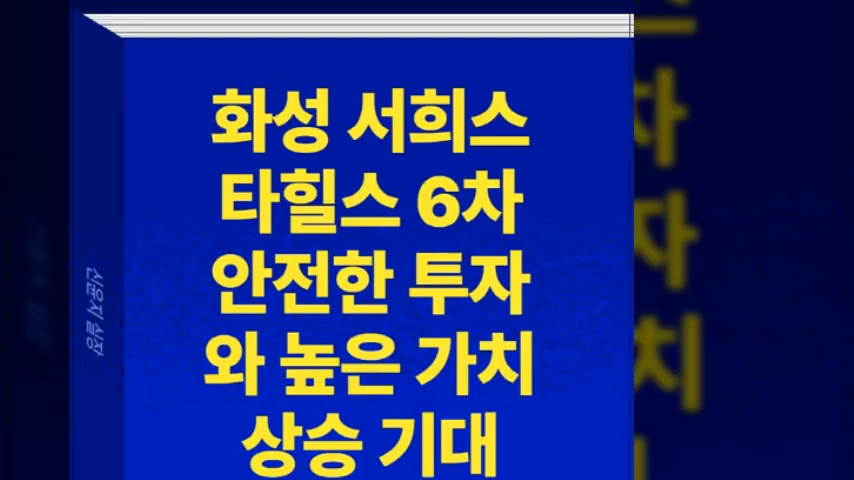 화성 서희스
타힐스 6차
안전한 투자
와 높은 가치
상승 기대